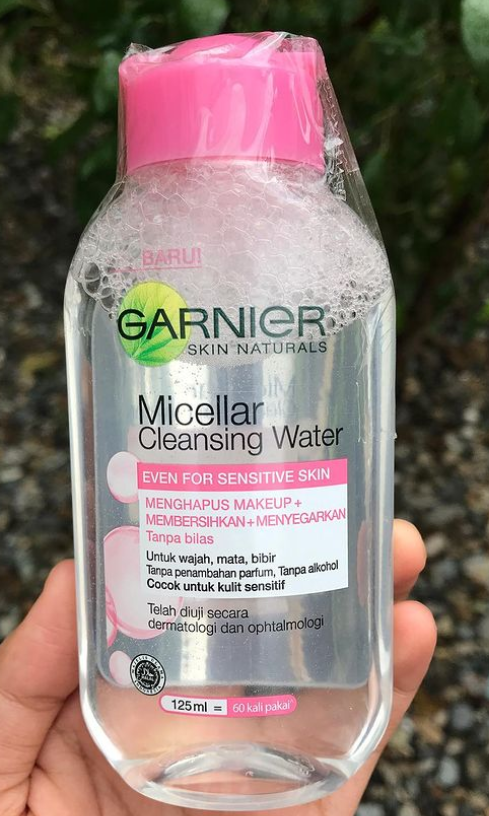 BARU!
GARNIER
SKIN NATURALS
Micellar
Cleansing Water
EVEN FOR SENSITIVE SKIN
MENGHAPUS MAKEUP +
MEMBERSIHKAN + MENYEGARKAN
Tanpa bilas
Untuk wajah, mata, bibir
Tanpa penambahan parfum, Tanpa alkohol
Cocok untuk kulit sensitif
Telah diuji secara
dermatologi dan ophtalmologi
125 ml = 60 kali pakai*